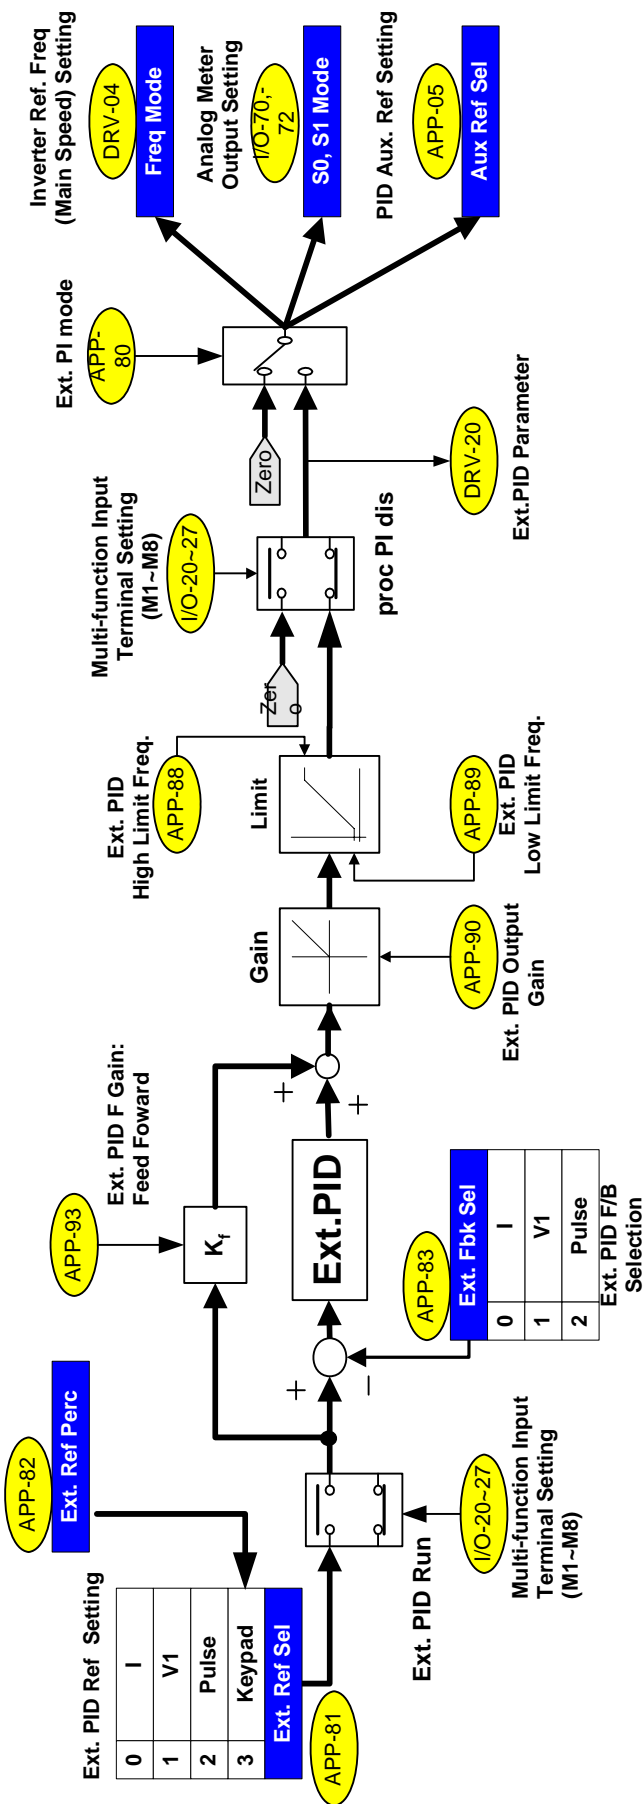 Ext. PID Ref  Setting
0
I
1
V1
2
Pulse
3
Keypad
Ext. Ref Sel
APP-81
APP-82
Ext. Ref Perc
Ext. PID Run
I/O-20~27
Multi-function Input
Terminal Setting
(M1~M8)
+
−
APP-93
Ext. PID F Gain:
Feed Foward
Kf
Ext.PID
APP-83
Ext. Fbk Sel
0
I
1
V1
2
Pulse
Ext. PID F/B
Selection
+
+
Gain
APP-90
Ext. PID Output
Gain
Ext. PID
High Limit Freq.
APP-88
Limit
APP-89
Ext. PID
Low Limit Freq.
Multi-function Input
Terminal Setting
(M1~M8)
I/O-20~27
Zer
o
proc PI dis
Zero
DRV-20
Ext.PID Parameter
Ext. PI mode
APP-
80
Inverter Ref. Freq
(Main Speed) Setting
DRV-04
Freq Mode
Analog Meter
Output Setting
I/O-70,-
72
S0, S1 Mode
PID Aux. Ref Setting
APP-05
Aux Ref Sel